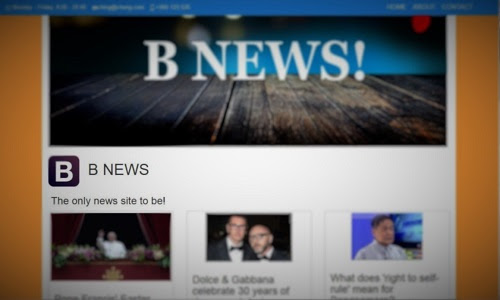 HOME ABOUT CONTACT
B NEWS!
B
B NEWS
The only news site to be!
Dolce & Gabbana
celebrate 30 years of
What does 'right to self-
rule' mean for